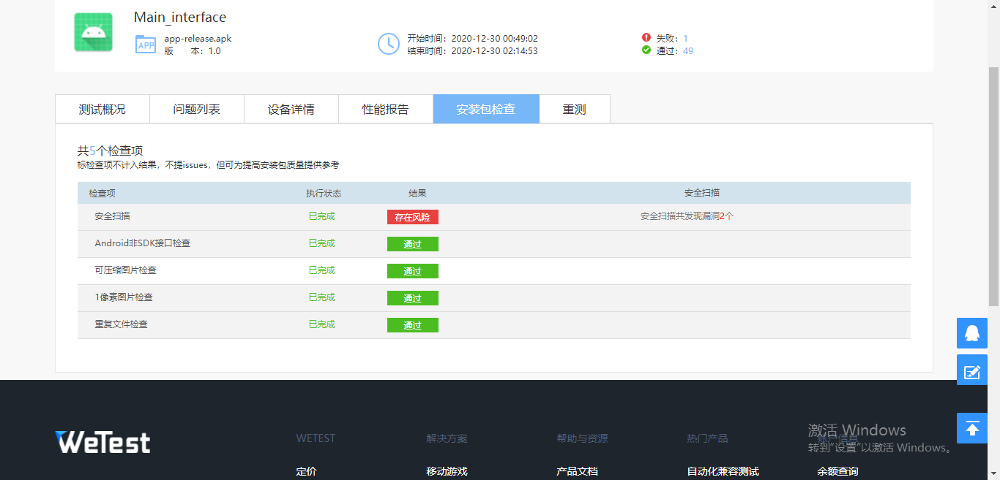 Main_interface
APP
app-release.apk
版 本：1.0
开始时间：2020-12-30 00:49:02
结束时间：2020-12-30 02:14:53
失败：1
通过：49
测试概况 问题列表 设备详情 性能报告 安装包检查 重测
共5个检查项
标检查项不计入结果，不提issues，但可为提高安装包质量提供参考
检查项 执行状态 结果 安全扫描
安全扫描 已完成 存在风险 安全扫描共发现漏洞2个
Android非SDK接口检查 已完成 通过
可压缩图片检查 已完成 通过
1像素图片检查 已完成 通过
重复文件检查 已完成 通过
WeTest
WETEST 解决方案 帮助与资源 热门产品 账户信息
定价 移动游戏 产品文档 自动化兼容测试 余额查询
激活 Windows
转到"设置"以激活 Windows。